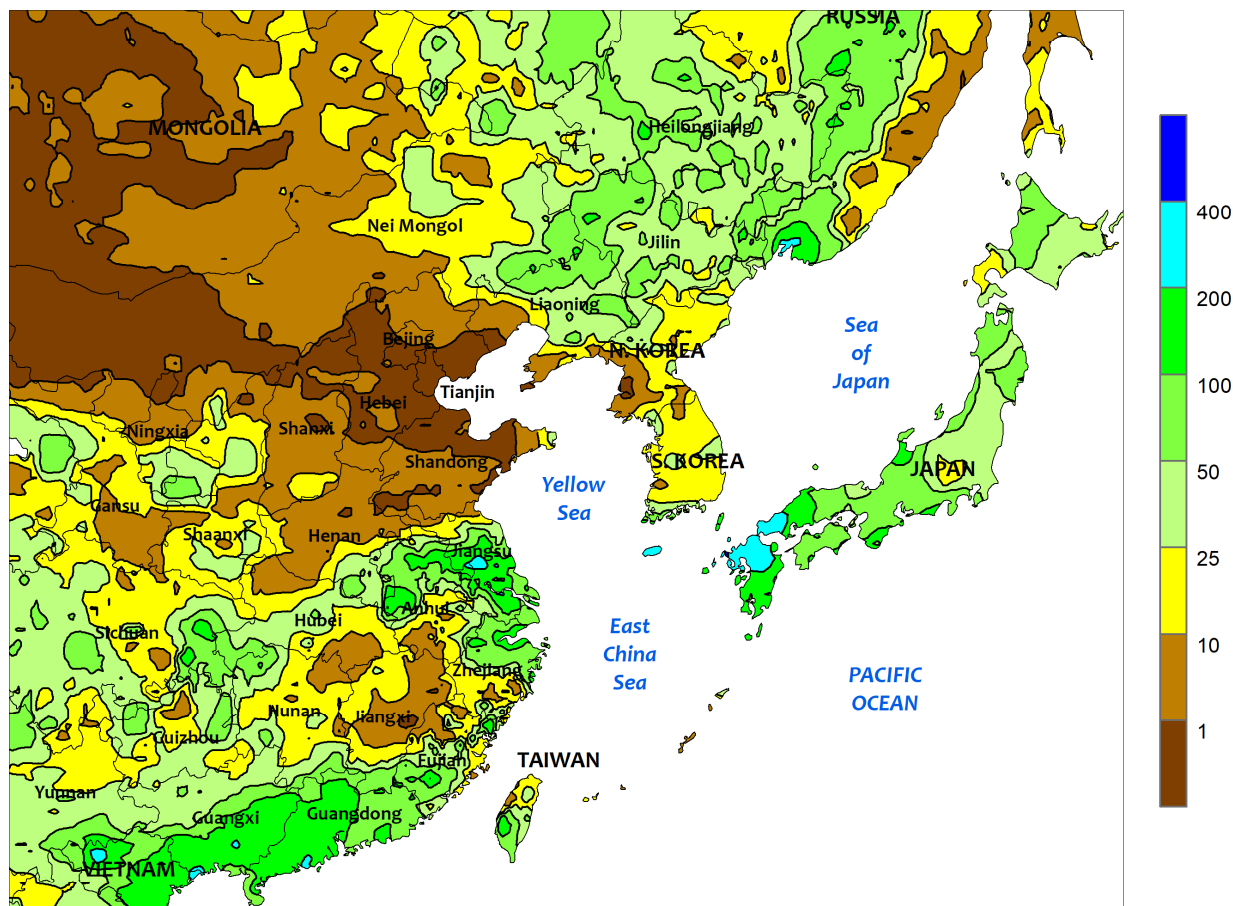 RUSSIA
MONGOLIA
Heilongjiang
Nei Mongol
Jilin
Liaoning
Sea
of
Japan
Bejing
N. KOREA
Tianjin
Hebei
Ningxia
Shanxi
Shandong
S. KOREA
JAPAN
Yellow
Sea
Gansu
Shaanxi
Henan
Jiangsu
Anhui
Hubei
Sichuan
East
China
Sea
Zhejiang
PACIFIC
OCEAN
Hunan
Jiangxi
Guizhou
Fujian
TAIWAN
Yunnan
Guangxi
Guangdong
VIETNAM
400
200
100
50
25
10
1